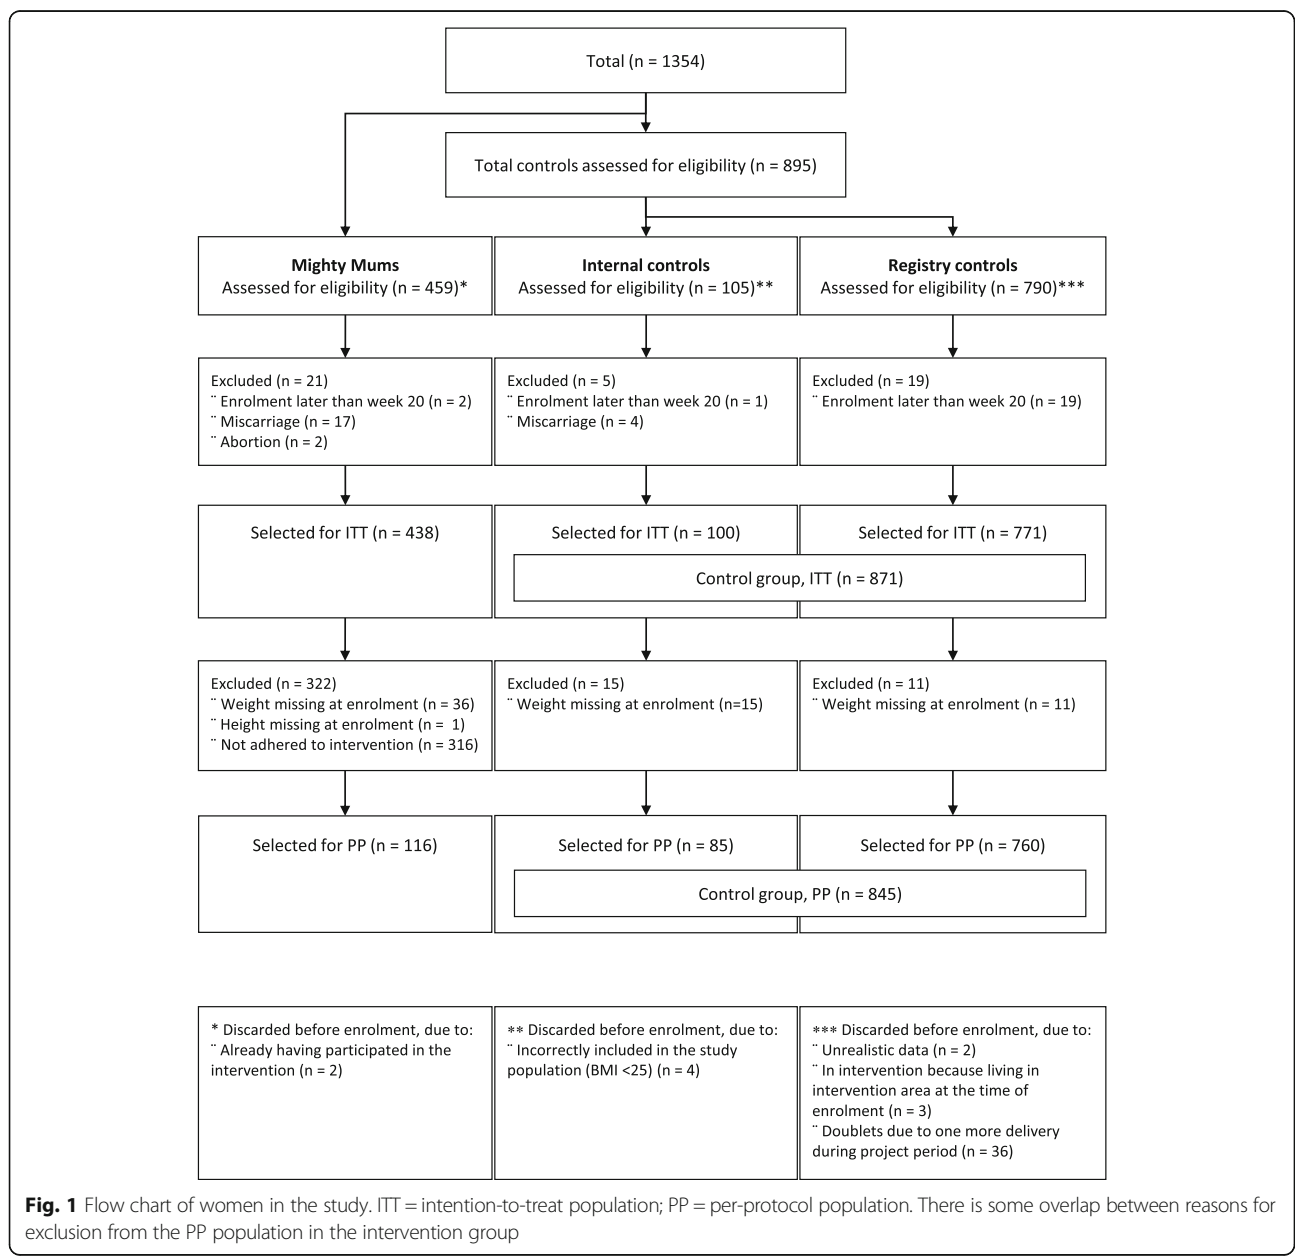 Total (n = 1354)
Total controls assessed for eligibility (n = 895)
Mighty Mums
Assessed for eligibility (n = 459)*
Internal controls
Assessed for eligibility (n = 105)**
Registry controls
Assessed for eligibility (n = 790)***
Excluded (n = 21)
¨ Enrolment later than week 20 (n = 2)
¨ Miscarriage (n = 17)
¨ Abortion (n = 2)
Excluded (n = 5)
¨ Enrolment later than week 20 (n = 1)
¨ Miscarriage (n = 4)
Excluded (n = 19)
¨ Enrolment later than week 20 (n = 19)
Selected for ITT (n = 438)
Selected for ITT (n = 100)
Selected for ITT (n = 771)
Control group, ITT (n = 871)
Excluded (n = 322)
¨ Weight missing at enrolment (n = 36)
¨ Height missing at enrolment (n =  1)
¨ Not adhered to intervention (n = 316)
Excluded (n = 15)
¨ Weight missing at enrolment (n=15)
Excluded (n = 11)
¨ Weight missing at enrolment (n = 11)
Selected for PP (n = 116)
Selected for PP (n = 85)
Selected for PP (n = 760)
Control group, PP (n = 845)
* Discarded before enrolment, due to:
¨ Already having participated in the
intervention (n = 2)
** Discarded before enrolment, due to:
¨ Incorrectly included in the study
population (BMI <25) (n = 4)
*** Discarded before enrolment, due to:
¨ Unrealistic data (n = 2)
¨ In intervention because living in
intervention area at the time of
enrolment (n = 3)
¨ Doublets due to one more delivery
during project period (n = 36)
Fig. 1 Flow chart of women in the study. ITT = intention-to-treat population; PP = per-protocol population. There is some overlap between reasons for
exclusion from the PP population in the intervention group